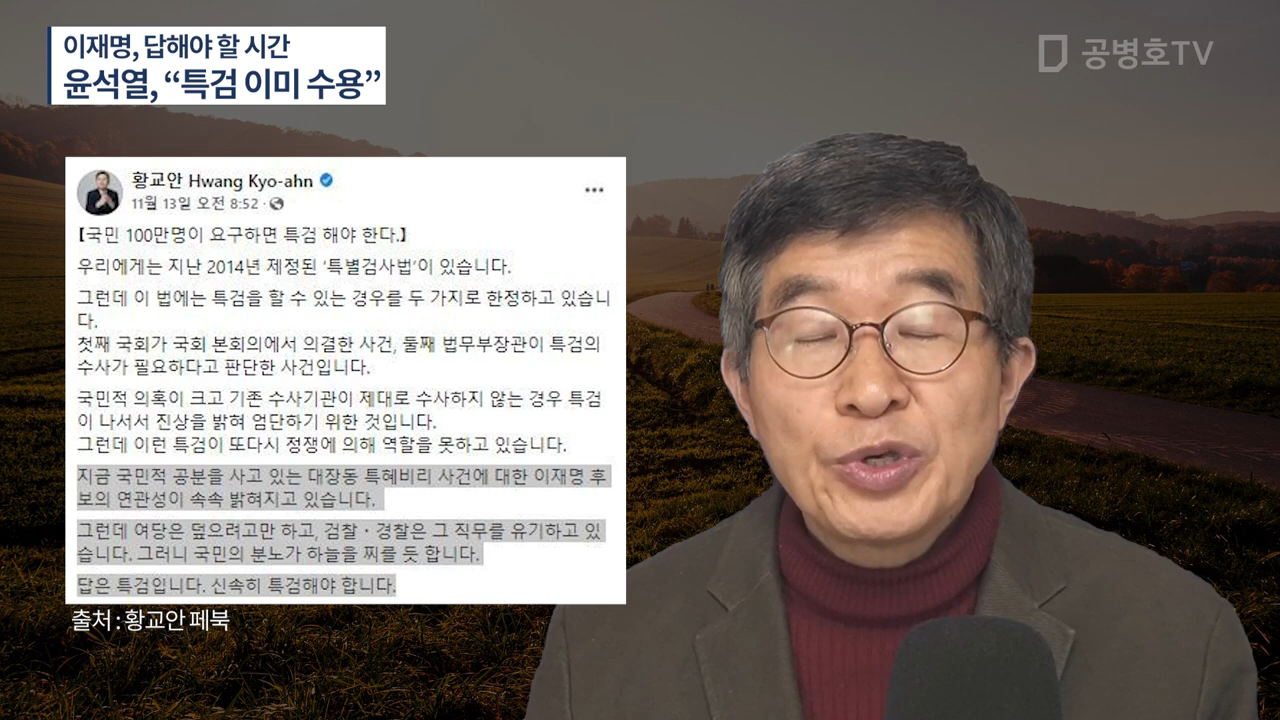 이재명, 답해야 할 시간
윤석열, “특검 이미 수용”
공병호TV
황교안 Hwang Kyo-ahn
11월 13일 오전 8:52 ·
【국민 100만명이 요구하면 특검 해야 한다.】
우리에게는 지난 2014년 제정된 ‘특별검사법’이 있습니다.
그런데 이 법에는 특검을 할 수 있는 경우를 두 가지로 한정하고 있습니
다.
첫째 국회가 국회 본회의에서 의결한 사건, 둘째 법무부장관이 특검의
수사가 필요하다고 판단한 사건입니다.
국민적 의혹이 크고 기존 수사기관이 제대로 수사하지 않는 경우 특검
이 나서서 진상을 밝혀 엄단하기 위한 것입니다.
그런데 이런 특검이 또다시 정쟁에 의해 역할을 못하고 있습니다.
지금 국민적 공분을 사고 있는 대장동 특혜비리 사건에 대한 이재명 후
보의 연관성이 속속 밝혀지고 있습니다.
그런데 여당은 덮으려고만 하고, 검찰·경찰은 그 직무를 유기하고 있
습니다. 그러니 국민의 분노가 하늘을 찌를 듯 합니다.
답은 특검입니다. 신속히 특검해야 합니다.
출처 : 황교안 페북